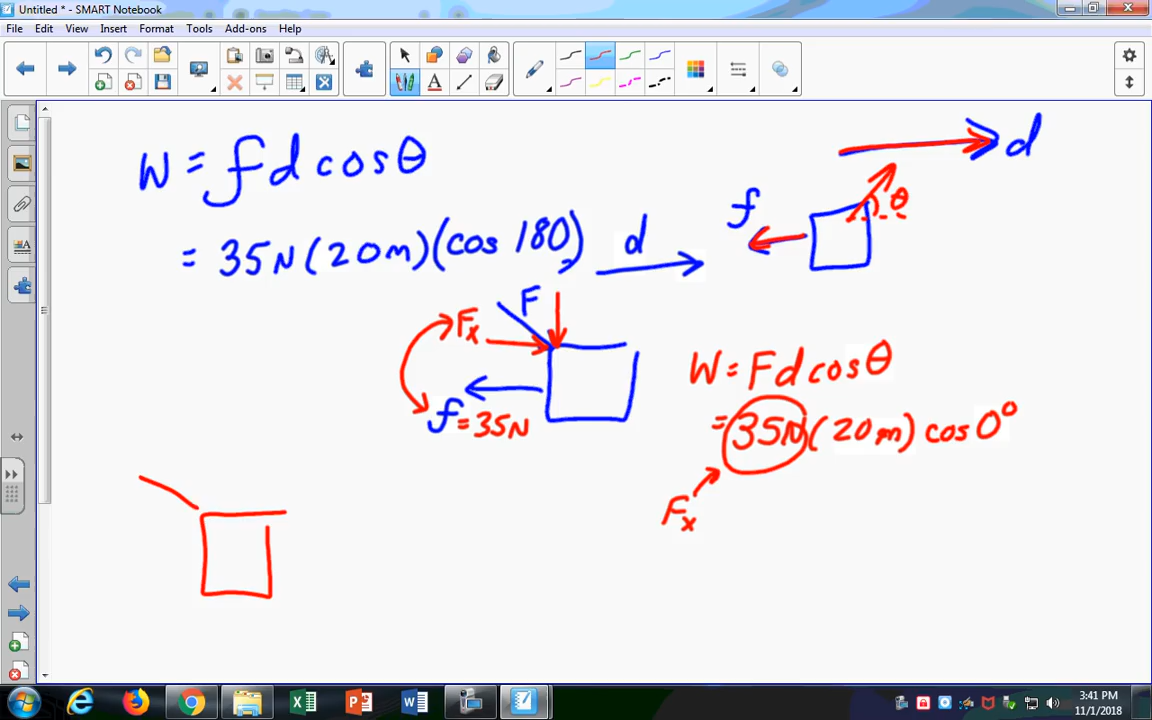 Untitled * - SMART Notebook
File Edit View Insert Format Tools Add-ons Help
W = fd cosθ
d
θ
f
= 35N(20m)(cos 180)
d
F
Fx
f = 35N
W = Fd cosθ
= 35N(20m) cos 0°
Fx
3:41 PM
11/1/2018